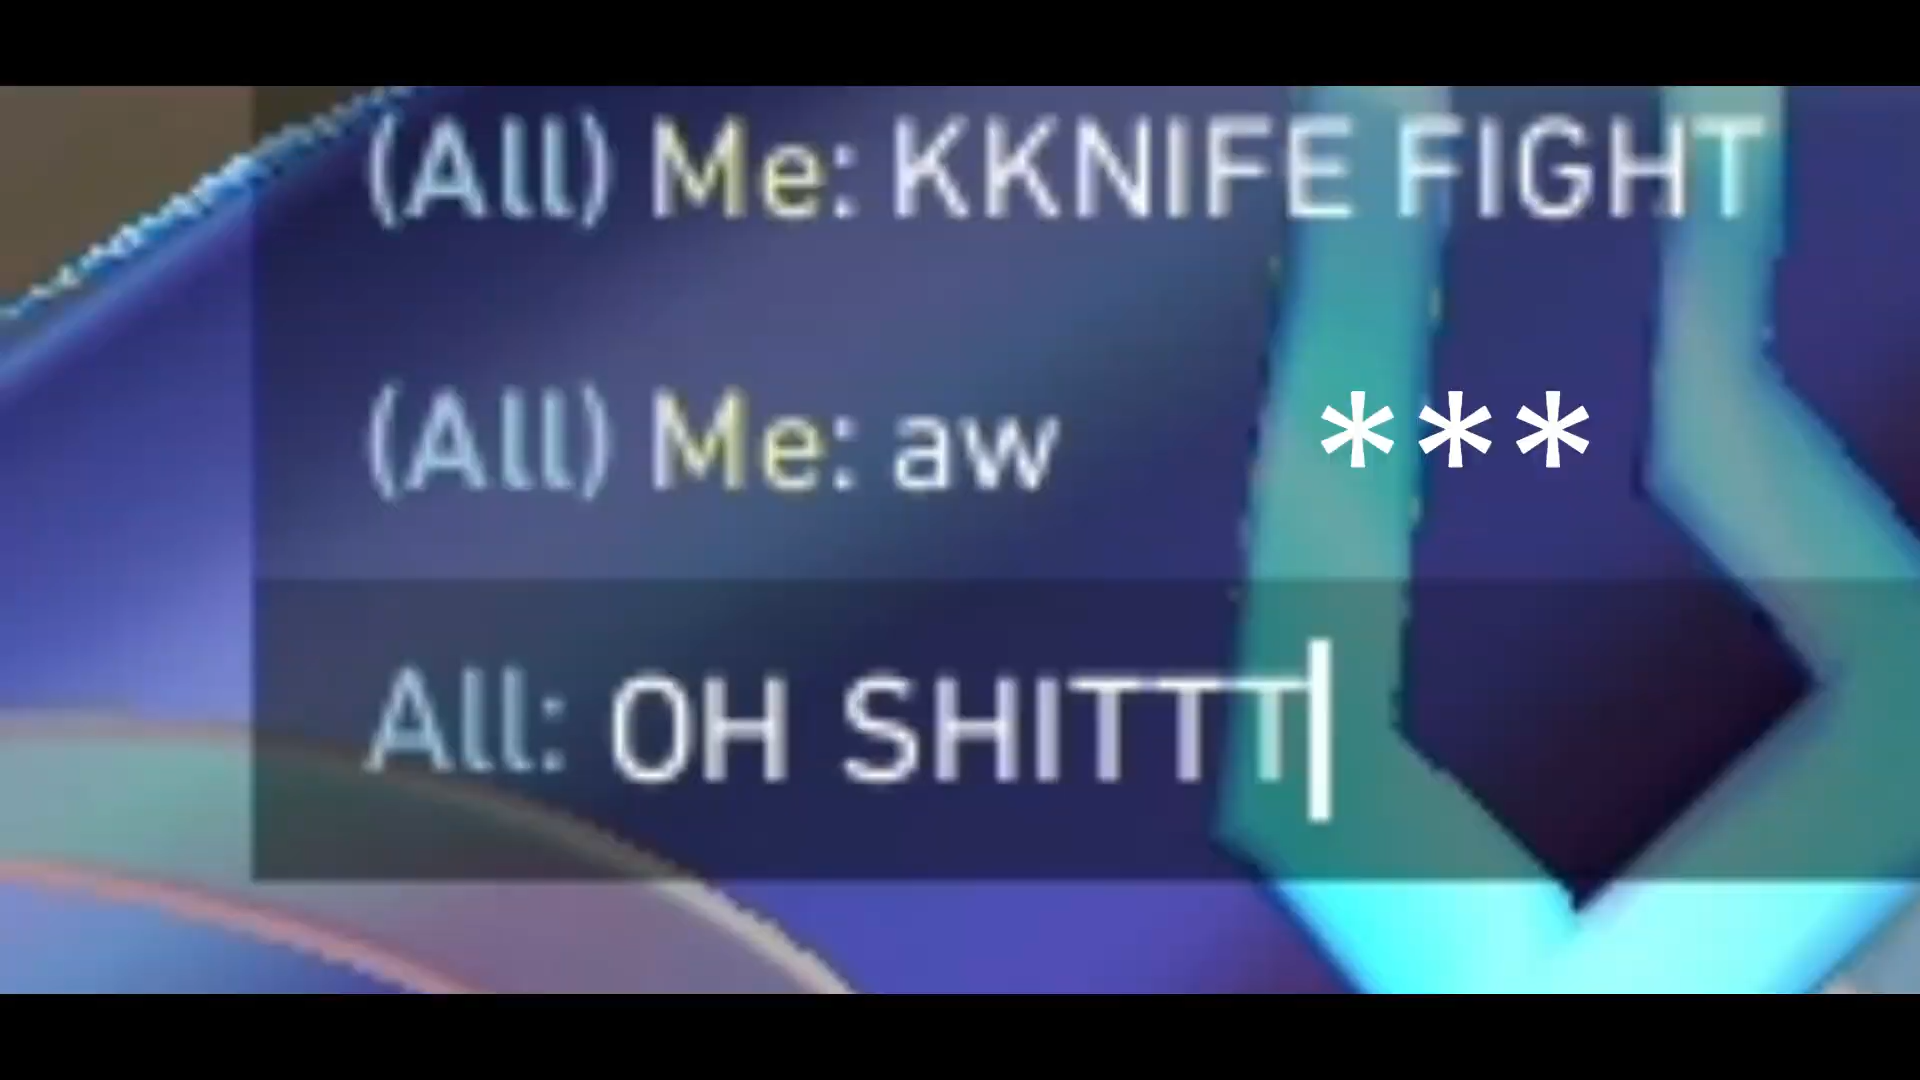 (All) Me: KKNIFE FIGHT
(All) Me: aw ***
All: OH SHITTT